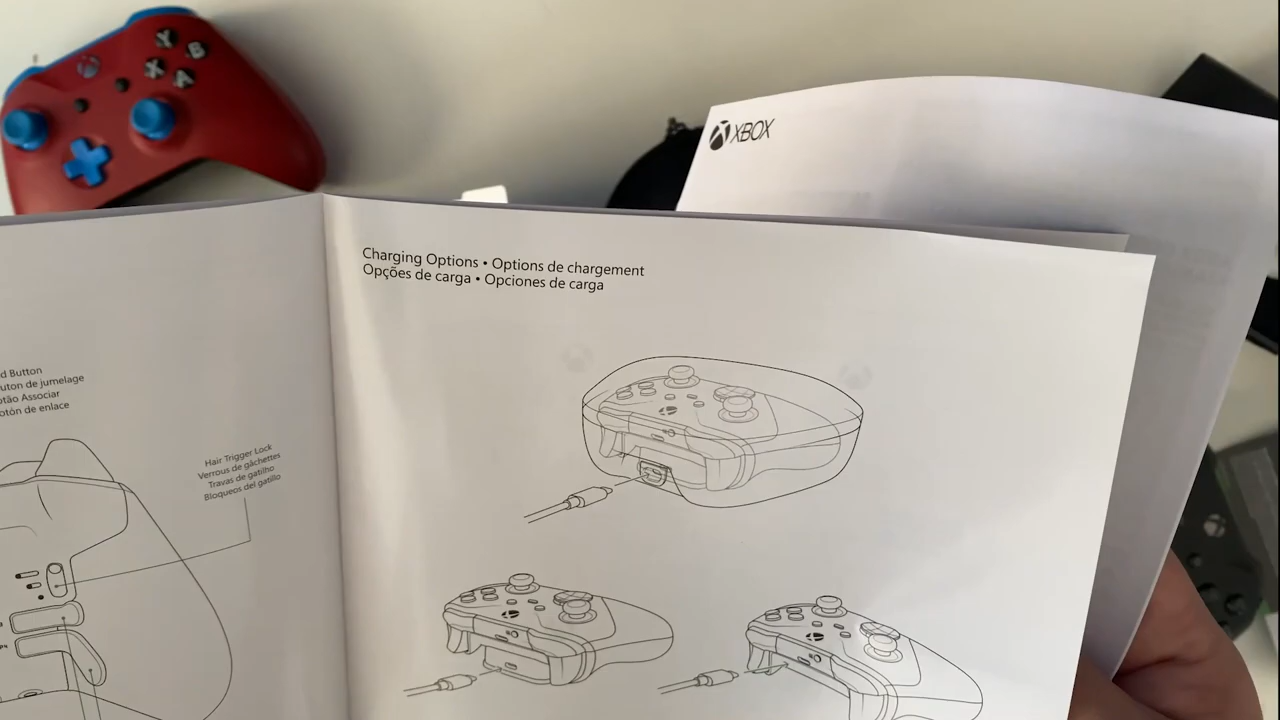 Y
B
X
A
XBOX
Charging Options • Options de chargement
Opções de carga • Opciones de carga
d Button
uton de jumelage
otão Associar
otón de enlace
Hair Trigger Lock
Verrous de gâchettes
Travas de gatilho
Bloqueos del gatillo